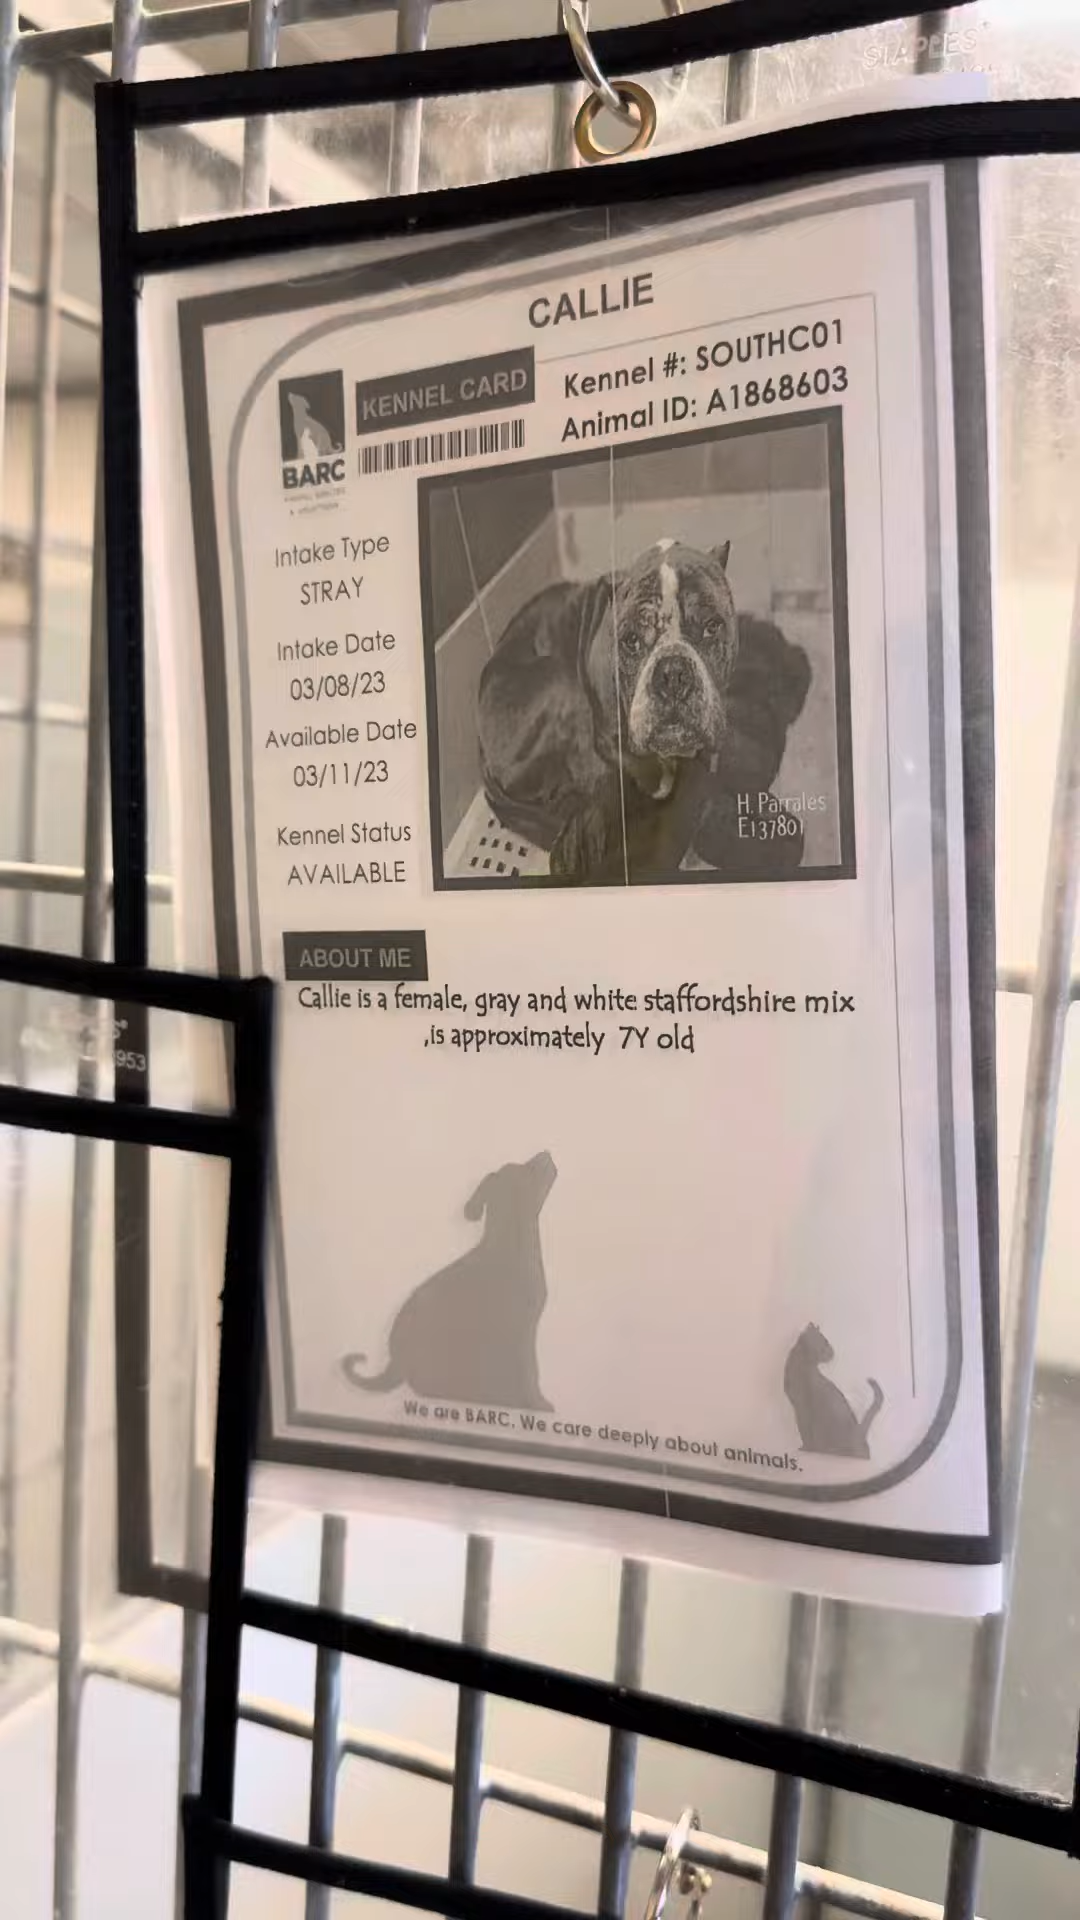 STAPLES
CALLIE
KENNEL CARD
Kennel #: SOUTHC01
Animal ID: A1868603
BARC
Intake Type
STRAY
Intake Date
03/08/23
Available Date
03/11/23
Kennel Status
AVAILABLE
H. Parrales
E137801
ABOUT ME
Callie is a female, gray and white staffordshire mix
,is approximately 7Y old
953
We are BARC. We care deeply about animals.